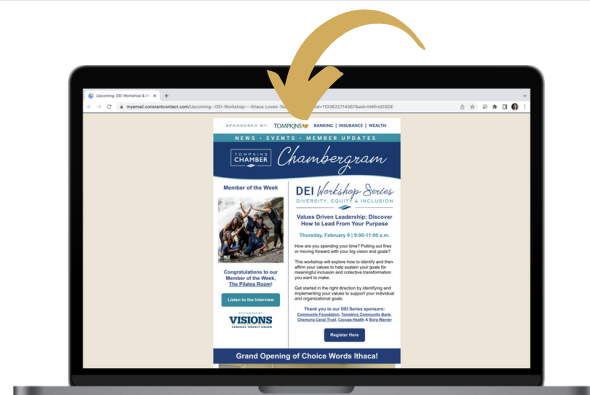 Upcoming: DEI Workshop & H
myemail.constantcontact.com/Upcoming--DEI-Workshop---Ithaca-Loves-
SPONSORED BY: TOMPKINS BANKING | INSURANCE | WEALTH
NEWS • EVENTS • MEMBER UPDATES
TOMPKINS
CHAMBER
Chambergram
Member of the Week
Congratulations to our
Member of the Week,
The Pilates Room!
Listen to the Interview
SPONSORED BY
VISIONS
FEDERAL CREDIT UNION
DEI Workshop Series
DIVERSITY, EQUITY & INCLUSION
Values Driven Leadership: Discover
How to Lead From Your Purpose
Thursday, February 9 | 9:00-11:00 a.m.
How are you spending your time? Putting out fires
or moving forward with your big vision and goals?
This workshop will explore how to identify and then
affirm your values to help sustain your goals for
meaningful inclusion and collective transformation
you want to make.
Get started in the right direction by identifying and
implementing your values to support your individual
and organizational goals.
Thank you to our DEI Series sponsors:
Community Foundation, Tompkins Community Bank,
Chemung Canal Trust, Cayuga Health & Borg Warner
Register Here
Grand Opening of Choice Words Ithaca!